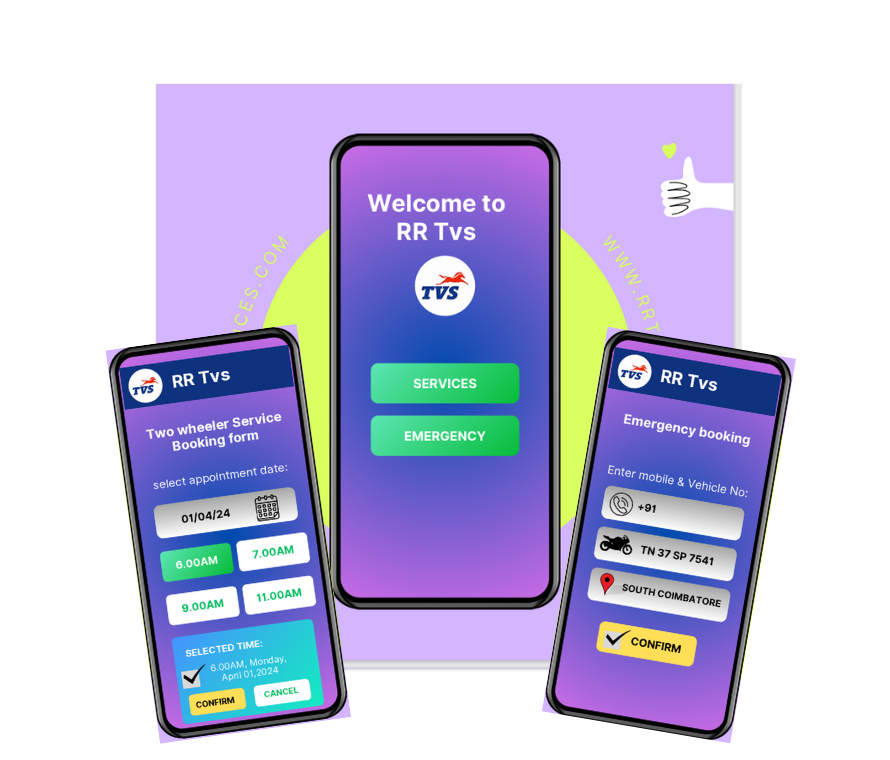 Welcome to
RR Tvs
TVS
SERVICES
EMERGENCY
ICES.COM
WWW.RRT
TVS
RR Tvs
Two wheeler Service
Booking form
select appointment date:
01/04/24
6.00AM
7.00AM
9.00AM
11.00AM
SELECTED TIME:
6.00AM, Monday,
April 01,2024
CONFIRM
CANCEL
TVS
RR Tvs
Emergency booking
Enter mobile & Vehicle No:
+91
TN 37 SP 7541
SOUTH COIMBATORE
CONFIRM